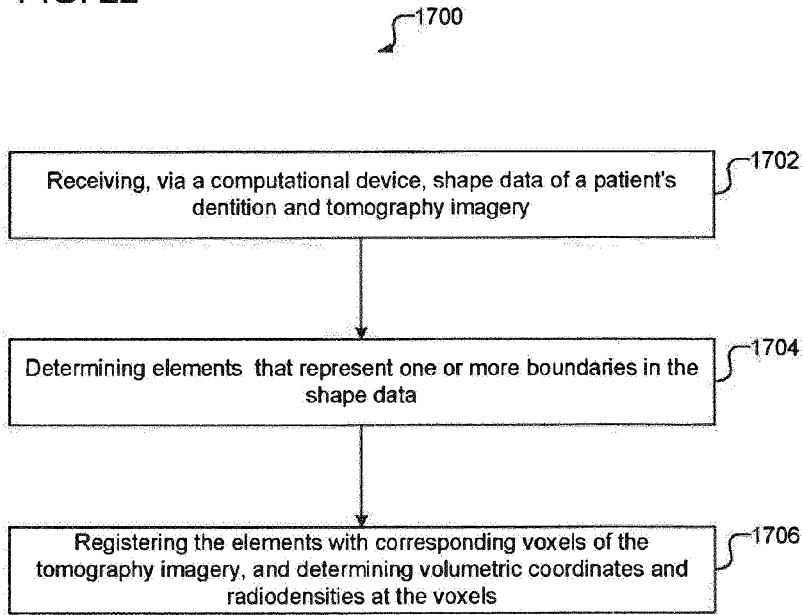 1700
Receiving, via a computational device, shape data of a patient's
dentition and tomography imagery
1702
Determining elements that represent one or more boundaries in the
shape data
1704
Registering the elements with corresponding voxels of the
tomography imagery, and determining volumetric coordinates and
radiodensities at the voxels
1706